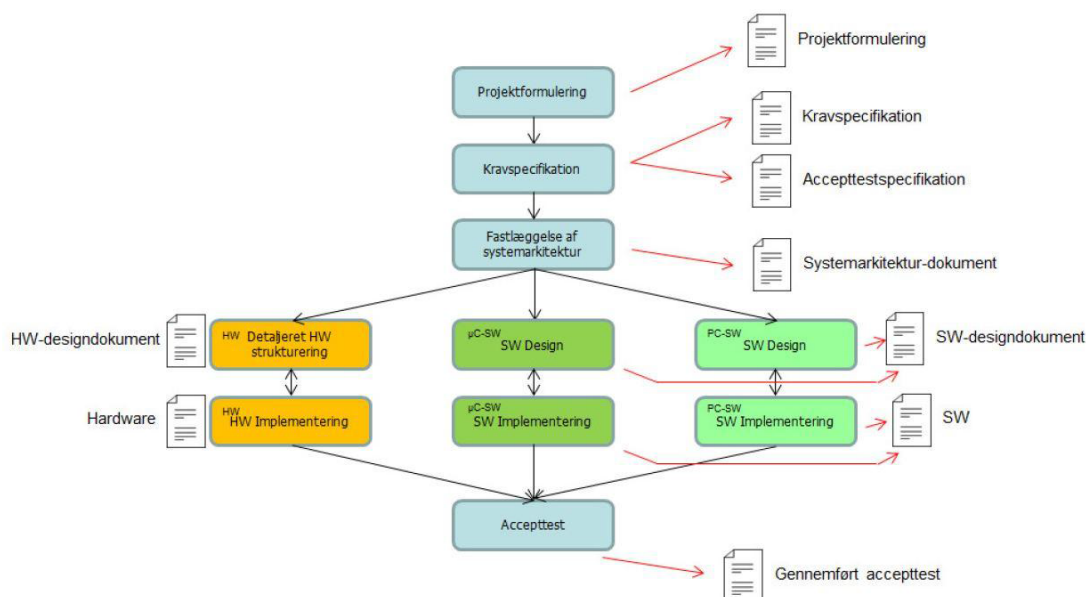 Projektformulering
Projektformulering
Kravspecifikation
Kravspecifikation
Accepttestspecifikation
Fastlæggelse af
systemarkitektur
Systemarkitektur-dokument
HW-designdokument
HW Detaljeret HW
strukturering
µC-SW
SW Design
PC-SW
SW Design
SW-designdokument
Hardware
HW
HW Implementering
µC-SW
SW Implementering
PC-SW
SW Implementering
SW
Accepttest
Gennemført accepttest